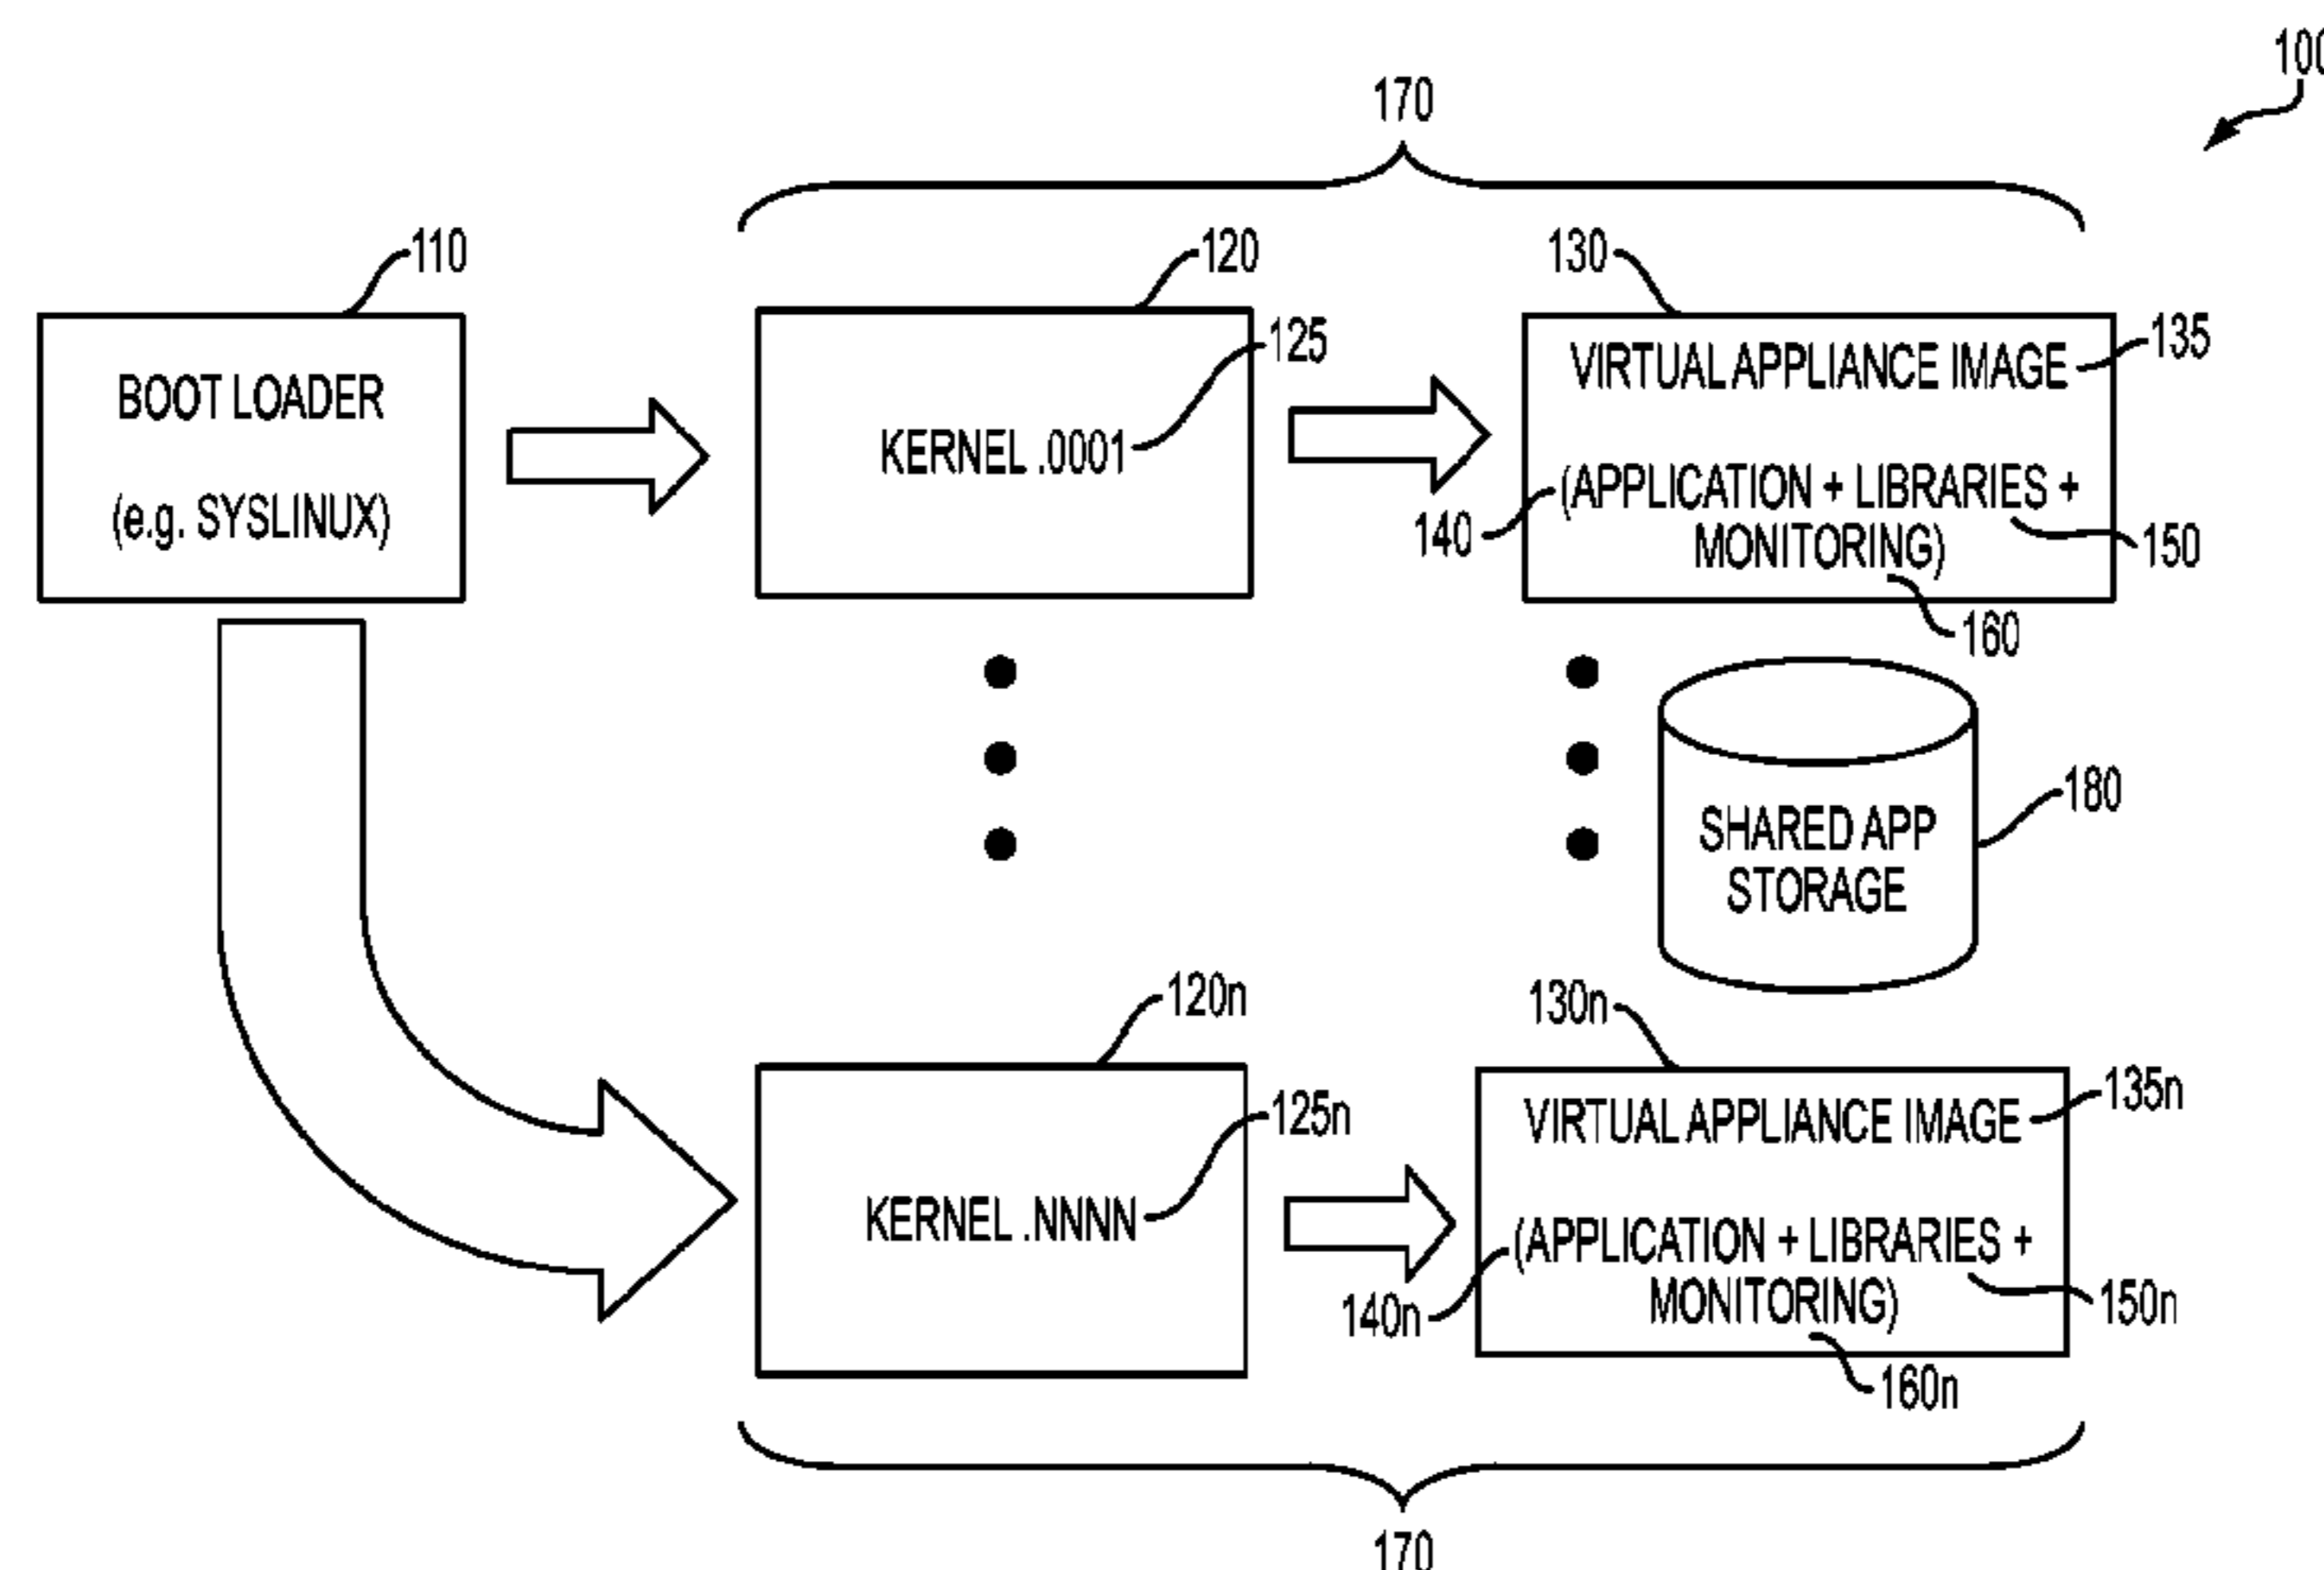 100
170
110
120
130
125
135
BOOT LOADER
(e.g. SYSLINUX)
KERNEL .0001
VIRTUAL APPLIANCE IMAGE
(APPLICATION + LIBRARIES +
MONITORING)
140
150
160
SHARED APP
STORAGE
180
120n
130n
125n
135n
KERNEL .NNNN
VIRTUAL APPLIANCE IMAGE
(APPLICATION + LIBRARIES +
MONITORING)
140n
150n
160n
170